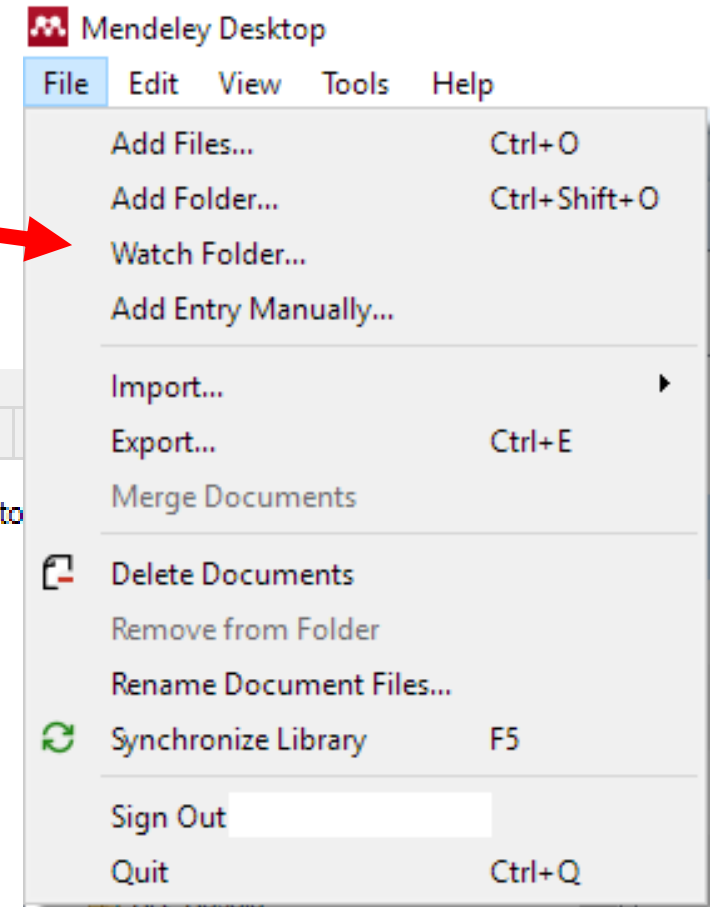 Mendeley Desktop
File Edit View Tools Help
Add Files... Ctrl+O
Add Folder... Ctrl+Shift+O
Watch Folder...
Add Entry Manually...
Import...
Export... Ctrl+E
Merge Documents
to
Delete Documents
Remove from Folder
Rename Document Files...
Synchronize Library F5
Sign Out
Quit Ctrl+Q